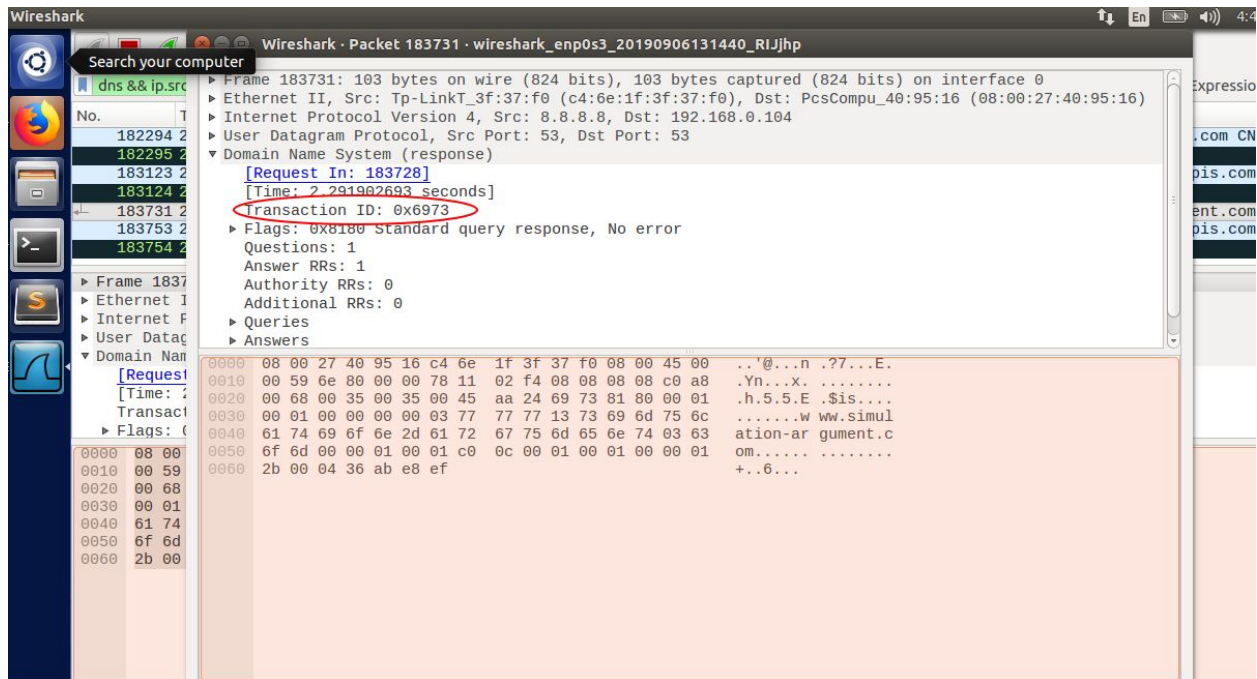 Wireshark
En
4:4
Search your computer
Wireshark · Packet 183731 · wireshark_enp0s3_20190906131440_RIJjhp
dns && ip.src
Expressio
No.
182294 2
182295 2
183123 2
183124 2
183731 2
183753 2
183754 2
.com CN
pis.com
ent.com
pis.com
Frame 183731: 103 bytes on wire (824 bits), 103 bytes captured (824 bits) on interface 0
Ethernet II, Src: Tp-LinkT_3f:37:f0 (c4:6e:1f:3f:37:f0), Dst: PcsCompu_40:95:16 (08:00:27:40:95:16)
Internet Protocol Version 4, Src: 8.8.8.8, Dst: 192.168.0.104
User Datagram Protocol, Src Port: 53, Dst Port: 53
Domain Name System (response)
[Request In: 183728]
[Time: 2.291902693 seconds]
Transaction ID: 0x6973
Flags: 0x8180 Standard query response, No error
Questions: 1
Answer RRs: 1
Authority RRs: 0
Additional RRs: 0
Queries
Answers
Frame 1837
Ethernet I
Internet P
User Datag
Domain Nam
[Request
[Time: 2
Transact
Flags: 0
0000 08 00 27 40 95 16 c4 6e 1f 3f 37 f0 08 00 45 00 ..'@...n .?7...E.
0010 00 59 6e 80 00 00 78 11 02 f4 08 08 08 08 c0 a8 .Yn...x. ........
0020 00 68 00 35 00 35 00 45 aa 24 69 73 81 80 00 01 .h.5.5.E .$is....
0030 00 01 00 00 00 00 03 77 77 77 13 73 69 6d 75 6c .......w ww.simul
0040 61 74 69 6f 6e 2d 61 72 67 75 6d 65 6e 74 03 63 ation-ar gument.c
0050 6f 6d 00 00 01 00 01 c0 0c 00 01 00 01 00 00 01 om...... ........
0060 2b 00 04 36 ab e8 ef +..6...
0000 08 00
0010 00 59
0020 00 68
0030 00 01
0040 61 74
0050 6f 6d
0060 2b 00